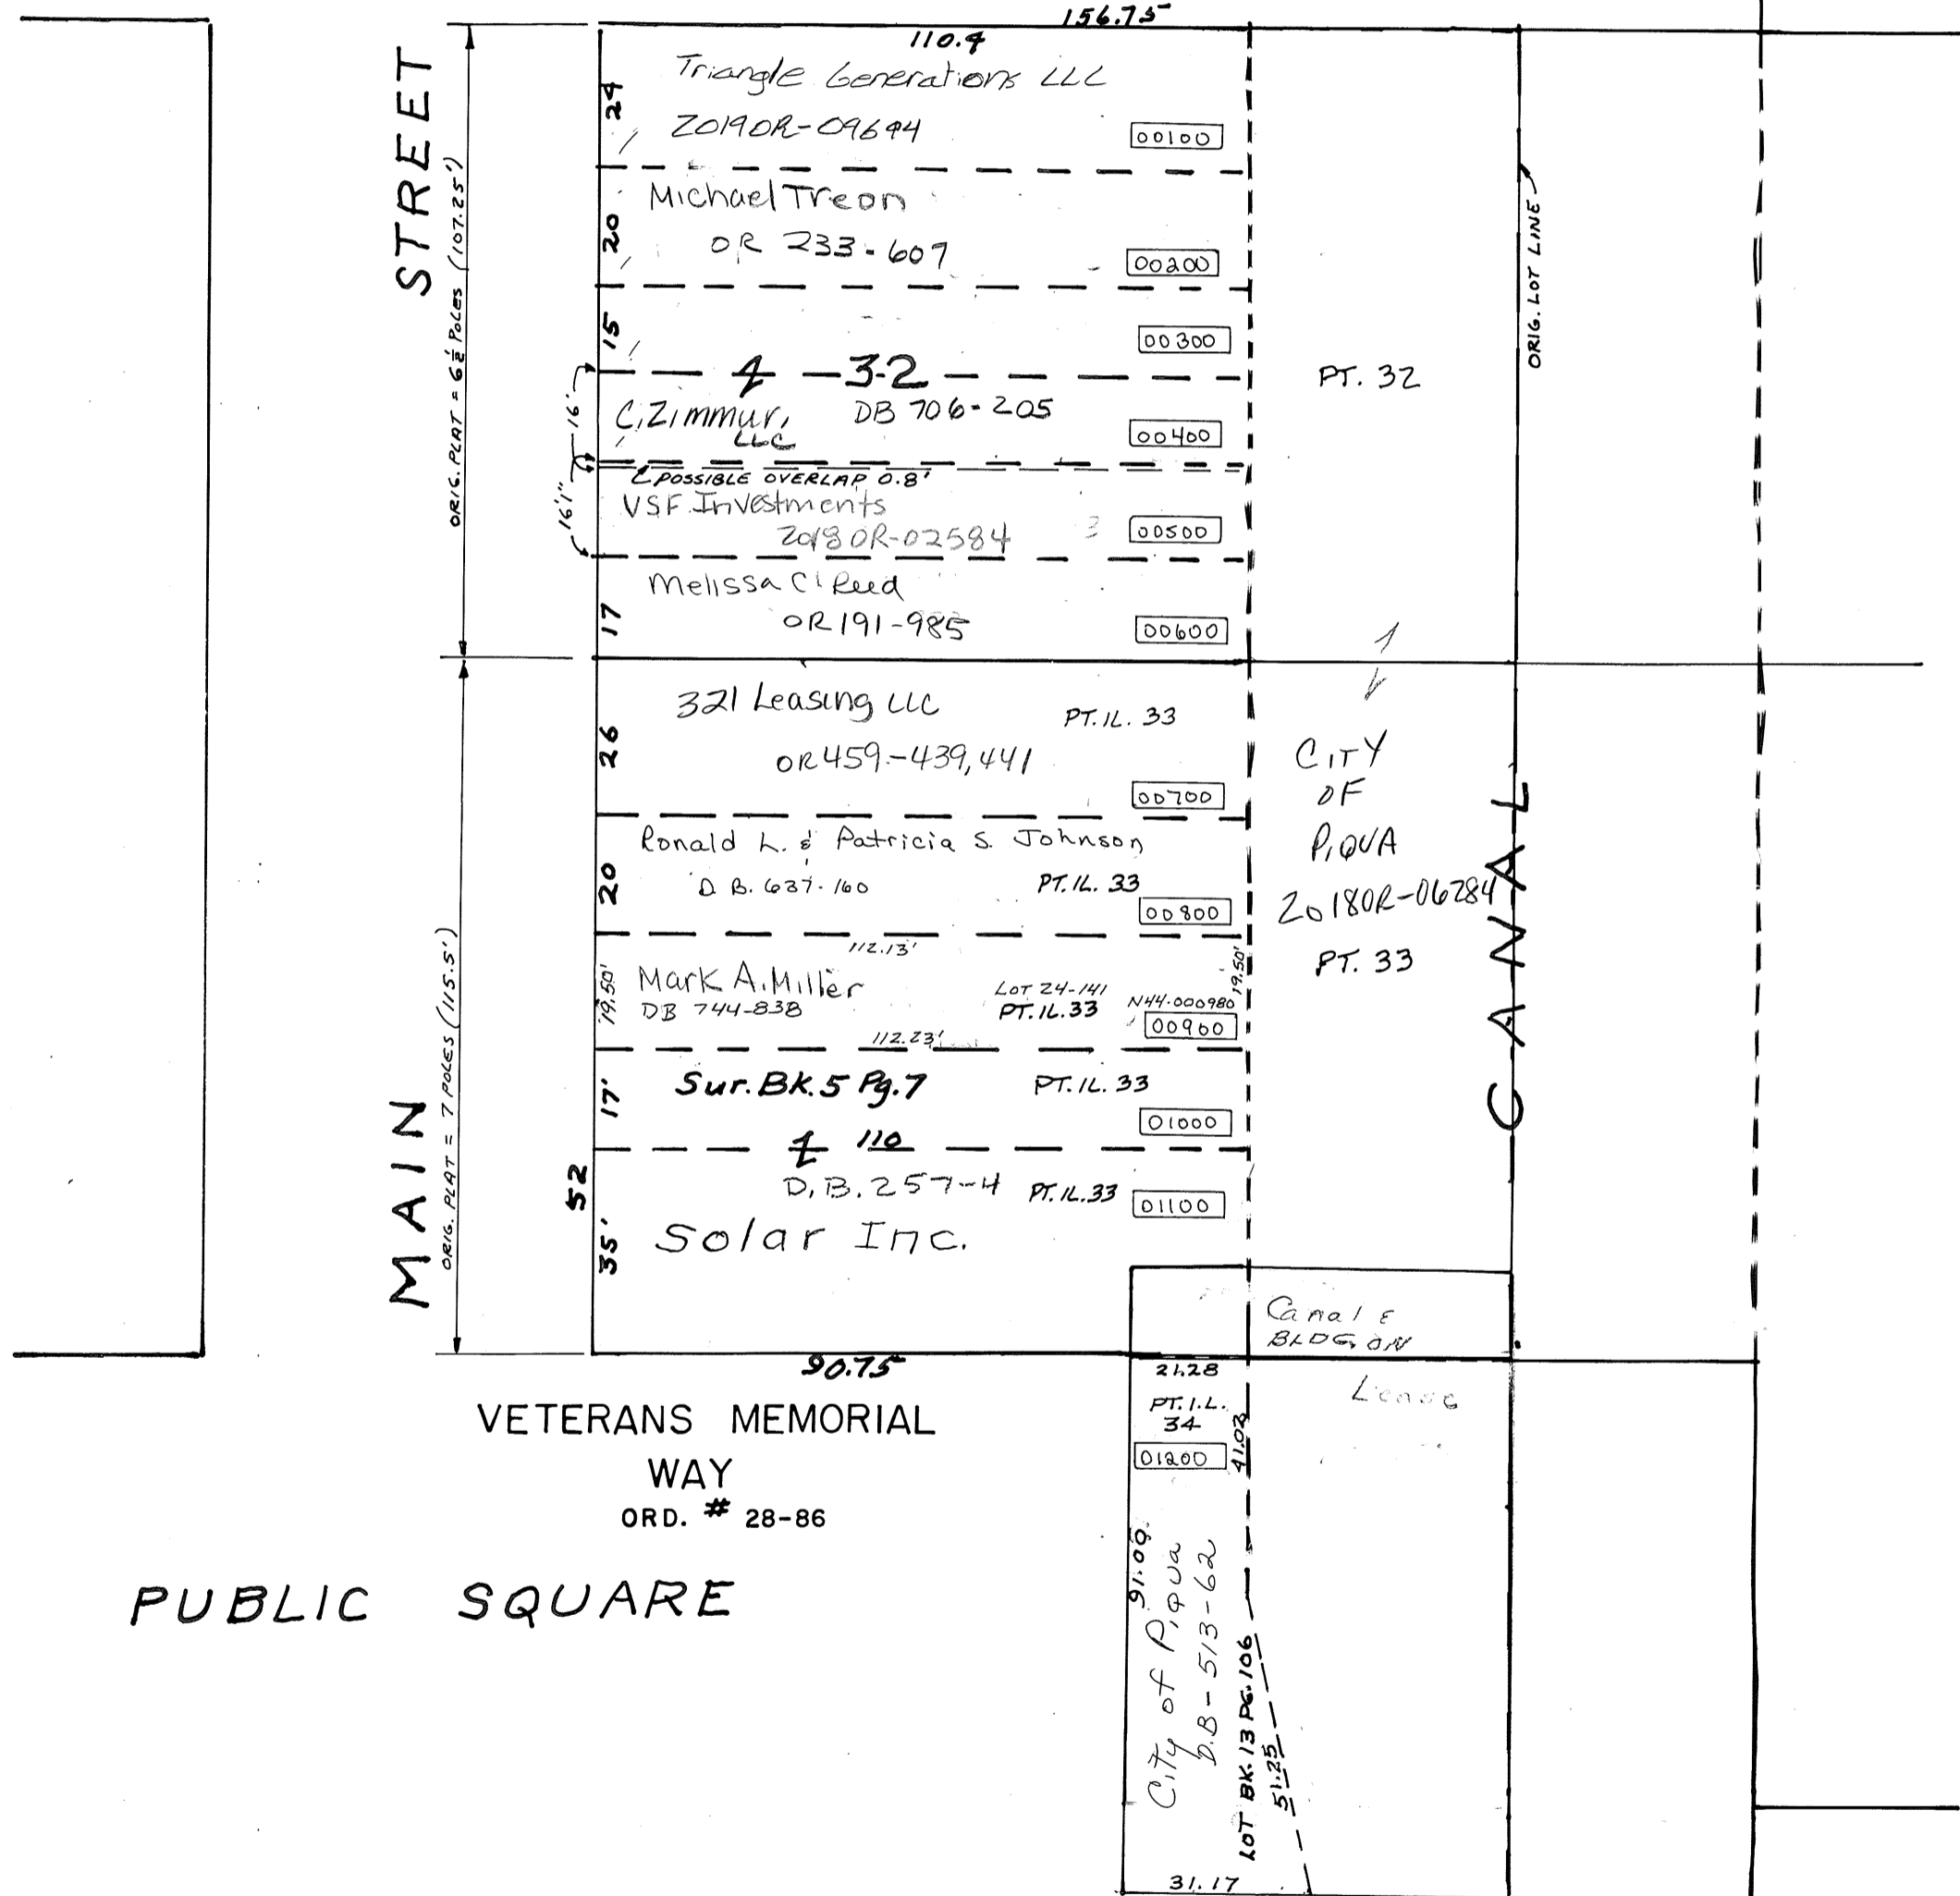 156.75
110.4
STREET
ORIG. PLAT = 6 1/2 POLES (107.25')
24
Triangle Generations LLC
2019OR-09644
00100
20
Michael Treon
OR 233-607
00200
15
00300
32
16'
C. Zimmur, LLC
DB 706-205
00400
POSSIBLE OVERLAP 0.8'
16'1"
VSF Investments
2018OR-02584
00500
17
Melissa C Reed
OR 191-985
00600
PT. 32
ORIG. LOT LINE
MAIN
ORIG. PLAT = 7 POLES (115.5')
26
321 Leasing LLC
PT. IL. 33
OR 459-439,441
00700
20
Ronald L. & Patricia S. Johnson
D.B. 637-160
PT. IL. 33
00800
112.13'
19.50'
Mark A. Miller
DB 744-838
LOT 24-141
PT. IL. 33
N44-000980
00900
19.50'
112.23'
17'
Sur. Bk. 5 Pg. 7
PT. IL. 33
01000
110
52
35'
D.B. 257-4
PT. IL. 33
01100
Solar Inc.
CITY
OF
PIQUA
2018OR-06284
PT. 33
CANAL
Canal &
BLDG, ON
Lease
90.75
21.28
VETERANS MEMORIAL
WAY
ORD. # 28-86
PUBLIC SQUARE
PT. I.L.
34
01200
41.02
91.09
City of Piqua
D.B-513-62
LOT BK. 13 PG. 106
51.25
31.17